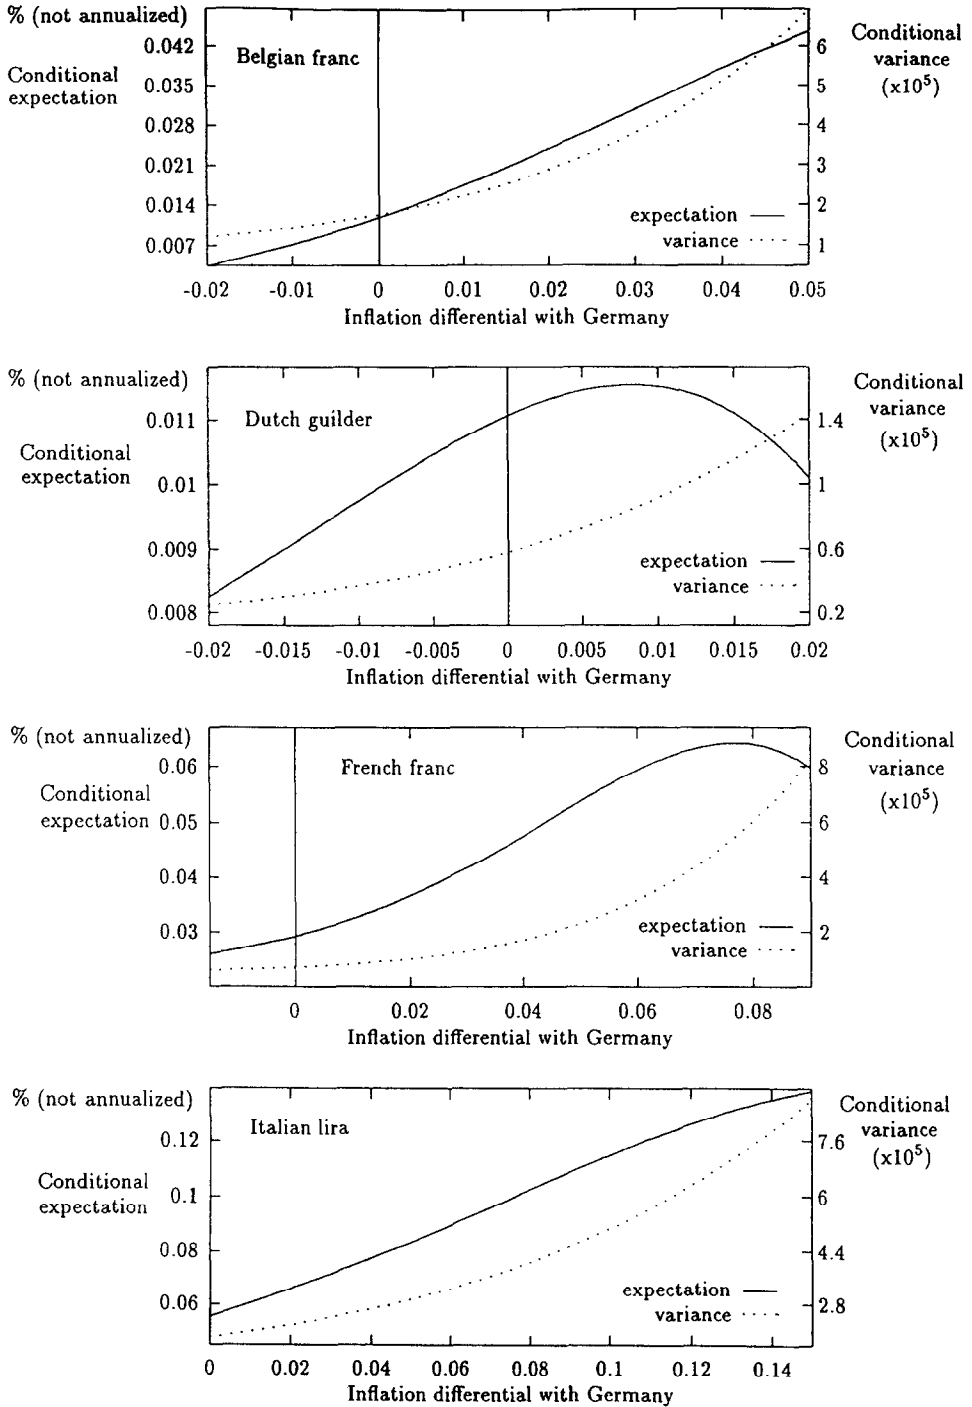 % (not annualized)
Conditional
expectation
0.042
0.035
0.028
0.021
0.014
0.007
Belgian franc
expectation
variance
Conditional
variance
(x10⁵)
6
5
4
3
2
1
-0.02 -0.01 0 0.01 0.02 0.03 0.04 0.05
Inflation differential with Germany
% (not annualized)
Conditional
expectation
0.011
0.01
0.009
0.008
Dutch guilder
expectation
variance
Conditional
variance
(x10⁵)
1.4
1
0.6
0.2
-0.02 -0.015 -0.01 -0.005 0 0.005 0.01 0.015 0.02
Inflation differential with Germany
% (not annualized)
Conditional
expectation
0.06
0.05
0.04
0.03
French franc
expectation
variance
Conditional
variance
(x10⁵)
8
6
4
2
0 0.02 0.04 0.06 0.08
Inflation differential with Germany
% (not annualized)
Conditional
expectation
0.12
0.1
0.08
0.06
Italian lira
expectation
variance
Conditional
variance
(x10⁵)
7.6
6
4.4
2.8
0 0.02 0.04 0.06 0.08 0.1 0.12 0.14
Inflation differential with Germany